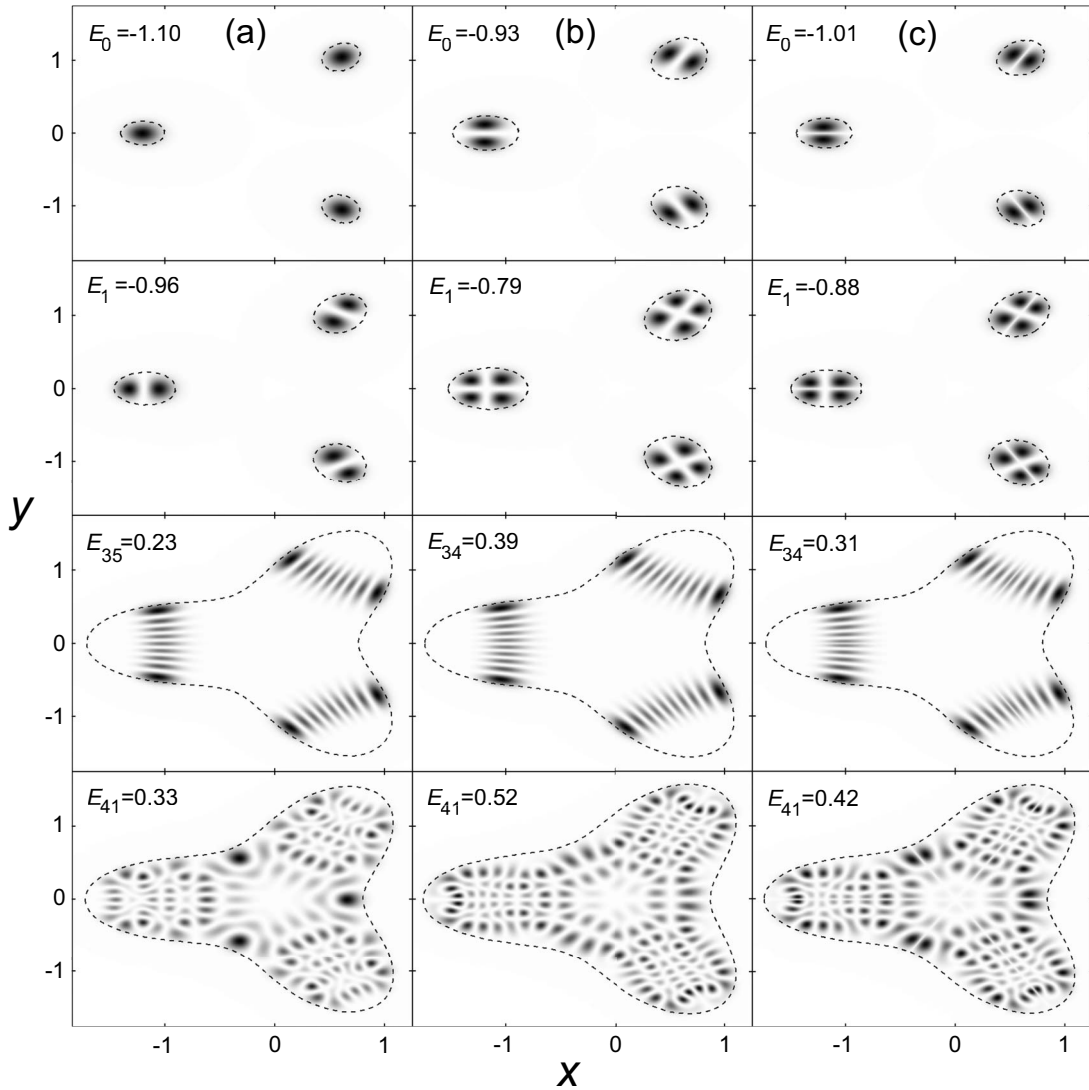 E0=-1.10 (a) E0=-0.93 (b) E0=-1.01 (c)
1
0
-1
E1=-0.96 E1=-0.79 E1=-0.88
1
0
-1
y
E35=0.23 E34=0.39 E34=0.31
1
0
-1
E41=0.33 E41=0.52 E41=0.42
1
0
-1
-1 0 1 -1 0 1 -1 0 1
x